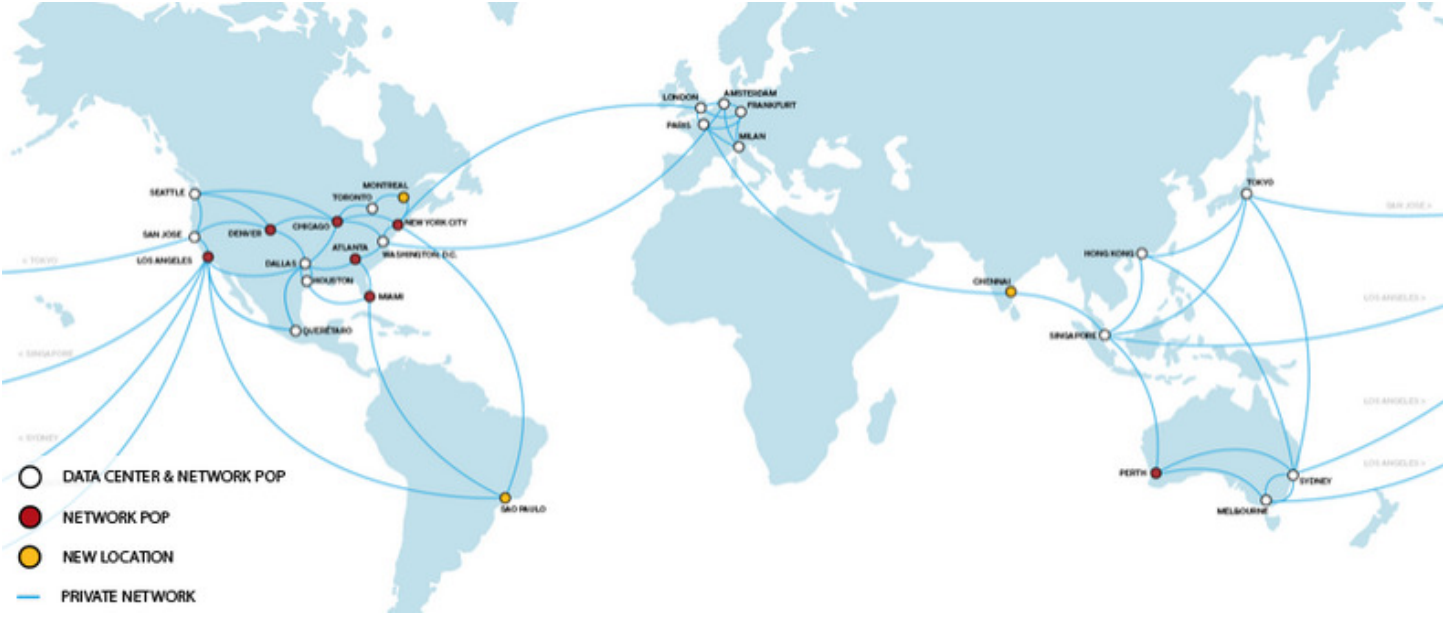 LONDON
AMSTERDAM
FRANKFURT
PARIS
MILAN
SEATTLE
MONTREAL
TORONTO
SAN JOSE
DENVER
CHICAGO
NEW YORK CITY
ATLANTA
WASHINGTON D.C.
LOS ANGELES
DALLAS
HOUSTON
MIAMI
QUERÉTARO
SAO PAULO
TOKYO
HONG KONG
CHENNAI
SINGAPORE
PERTH
SYDNEY
MELBOURNE
< TOKYO
< SINGAPORE
< SYDNEY
SAN JOSE >
LOS ANGELES >
LOS ANGELES >
LOS ANGELES >
DATA CENTER & NETWORK POP
NETWORK POP
NEW LOCATION
PRIVATE NETWORK